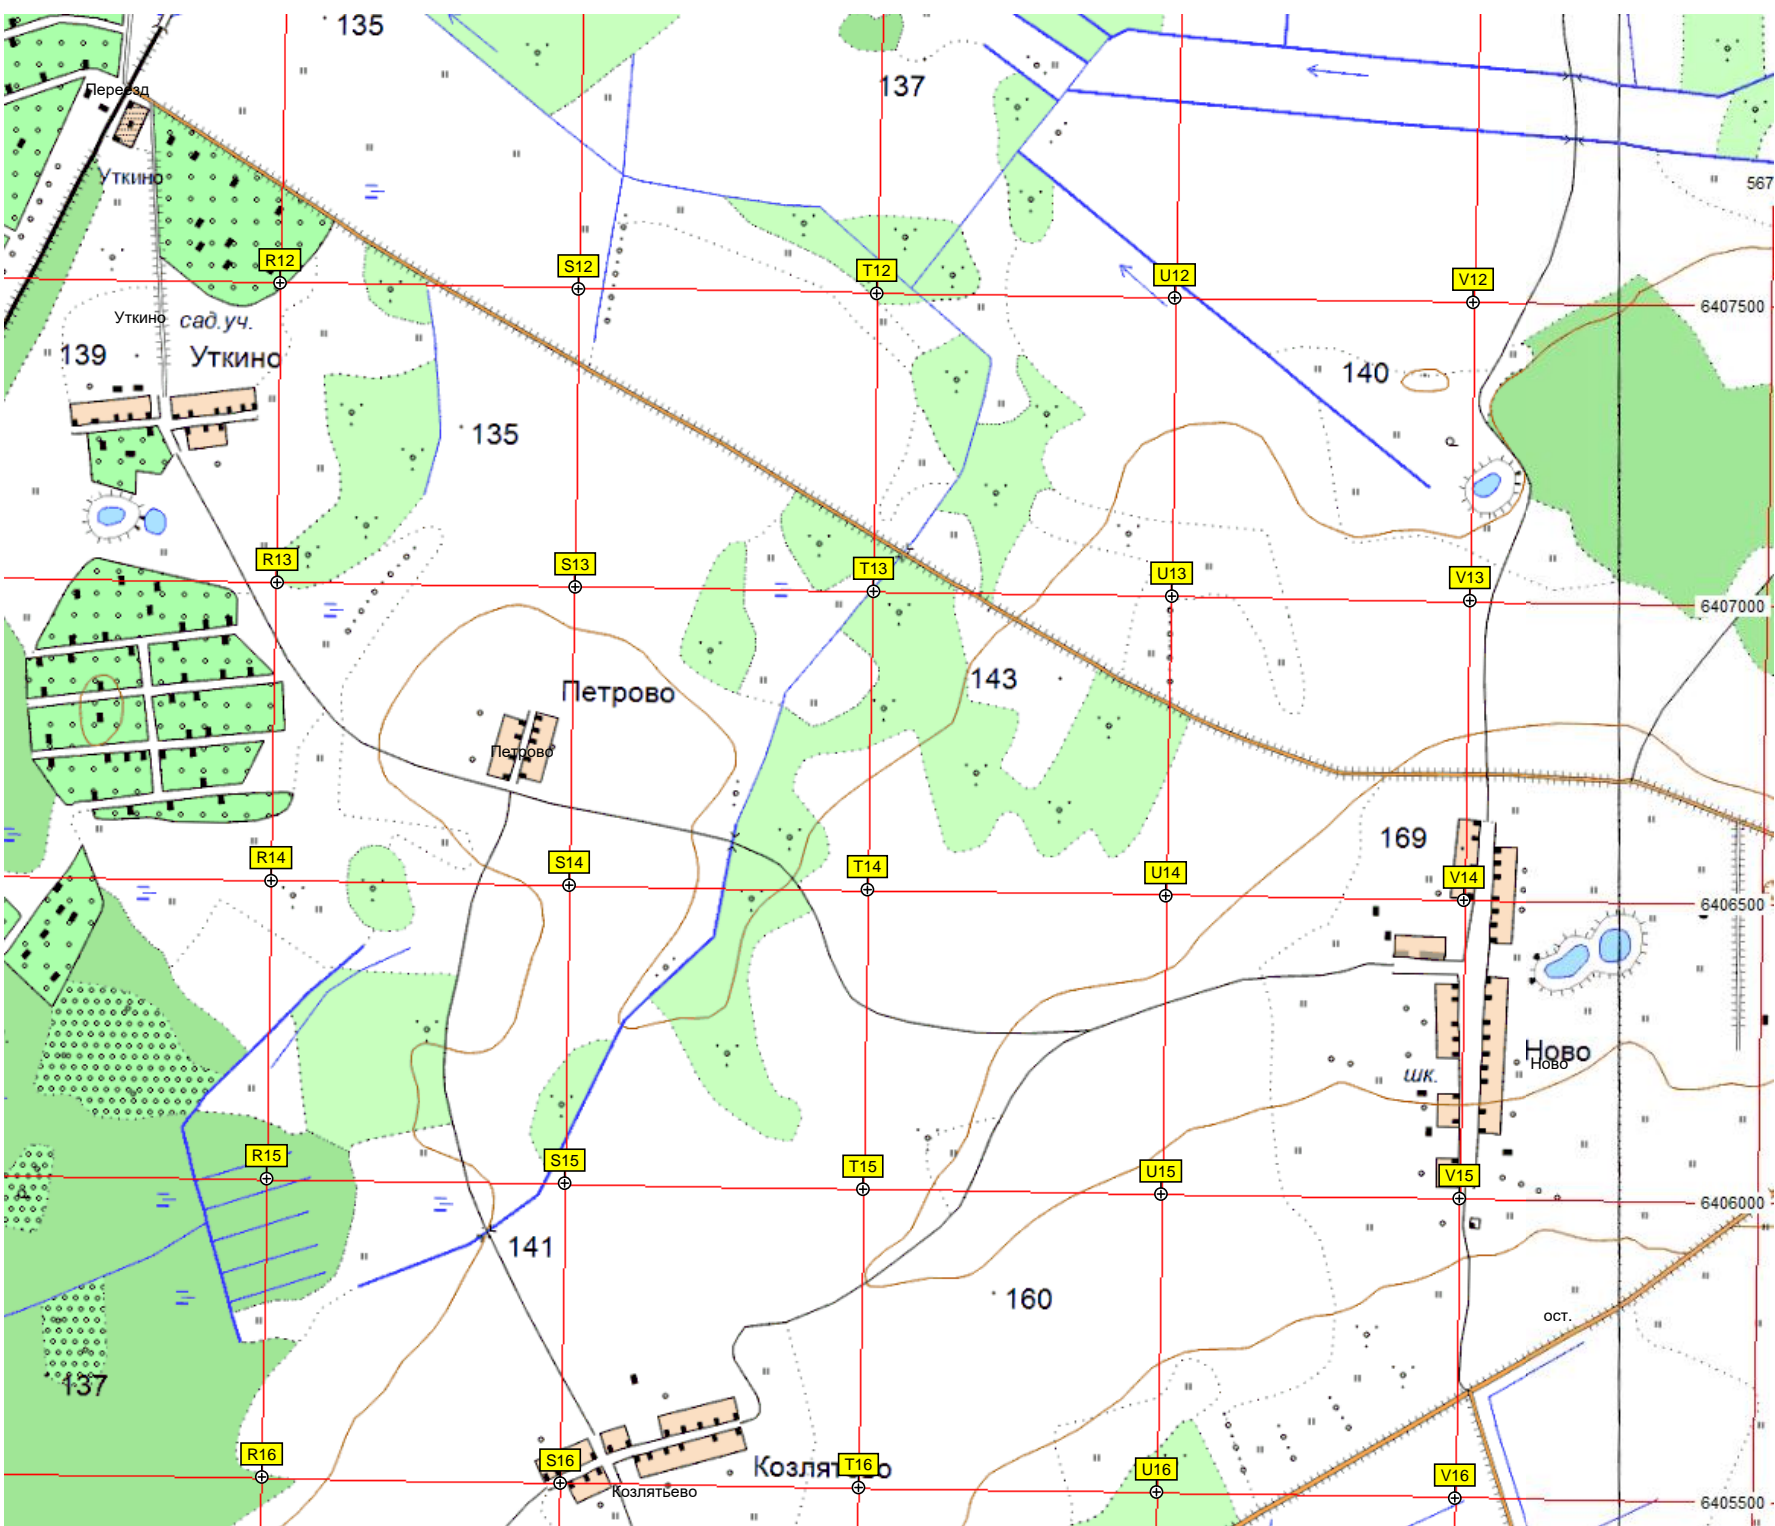 135
137
Переезд
Уткино
567
R12
S12
T12
U12
V12
6407500
Уткино
сад.уч.
139
Уткино
140
135
R13
S13
T13
U13
V13
6407000
143
Петрово
Петрово
169
R14
S14
T14
U14
V14
6406500
Ново
Ново
шк.
R15
S15
T15
U15
V15
6406000
141
160
ост.
137
R16
S16
T16
U16
V16
Козлятьево
Козлятьево
6405500